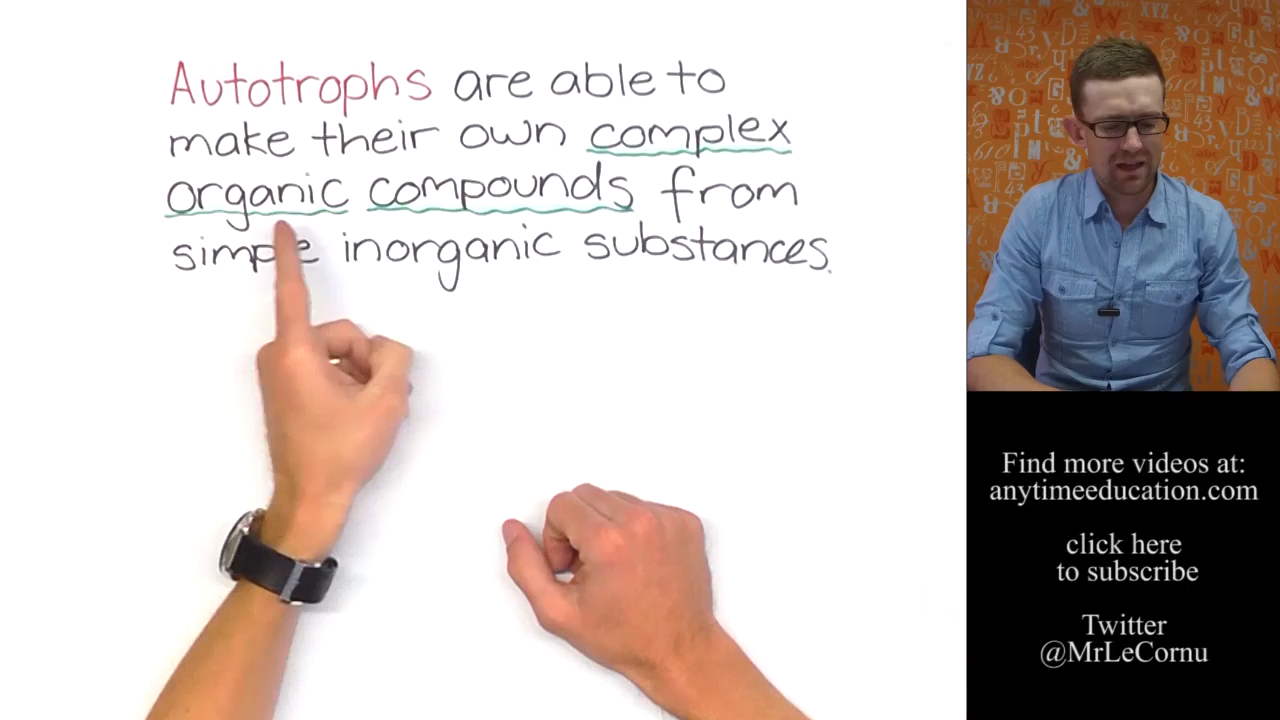 Autotrophs are able to
make their own complex
organic compounds from
simple inorganic substances.
Find more videos at:
anytimeeducation.com
click here
to subscribe
Twitter
@MrLeCornu